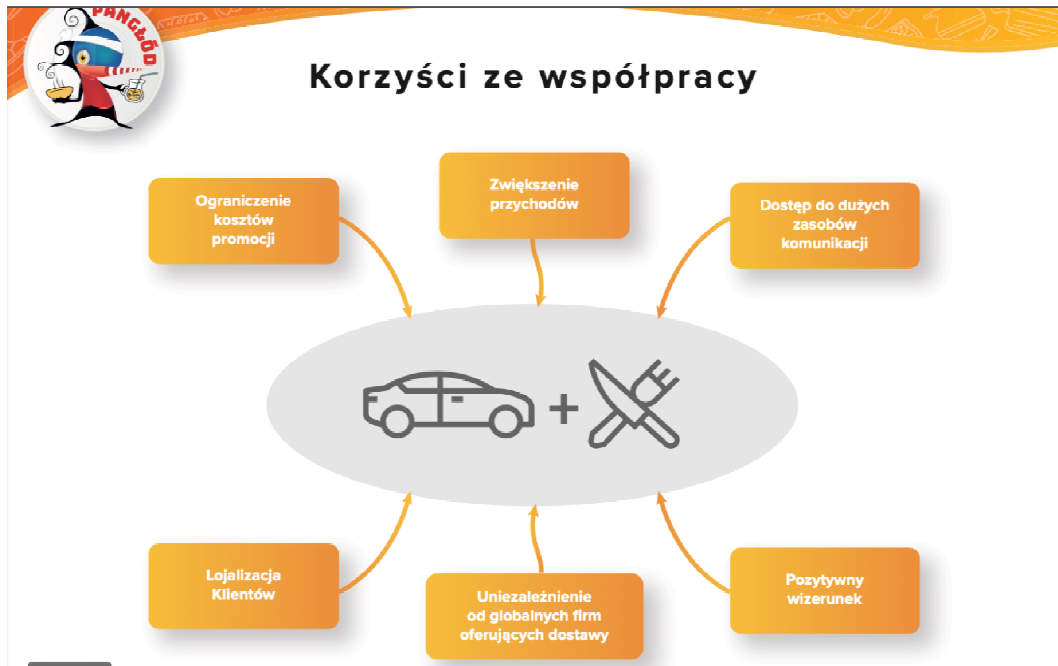 PANGŁÓD
Korzyści ze współpracy
Ograniczenie
kosztów
promocji
Zwiększenie
przychodów
Dostęp do dużych
zasobów
komunikacji
+
Lojalizacja
Klientów
Uniezależnienie
od globalnych firm
oferujących dostawy
Pozytywny
wizerunek